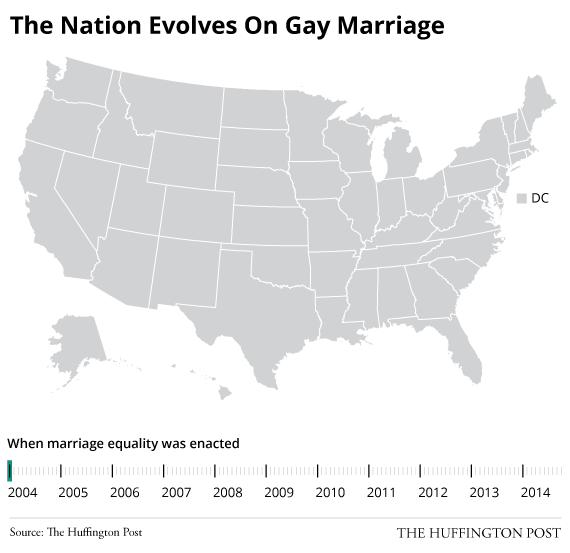 The Nation Evolves On Gay Marriage
DC
When marriage equality was enacted
2004 2005 2006 2007 2008 2009 2010 2011 2012 2013 2014
Source: The Huffington Post
THE HUFFINGTON POST